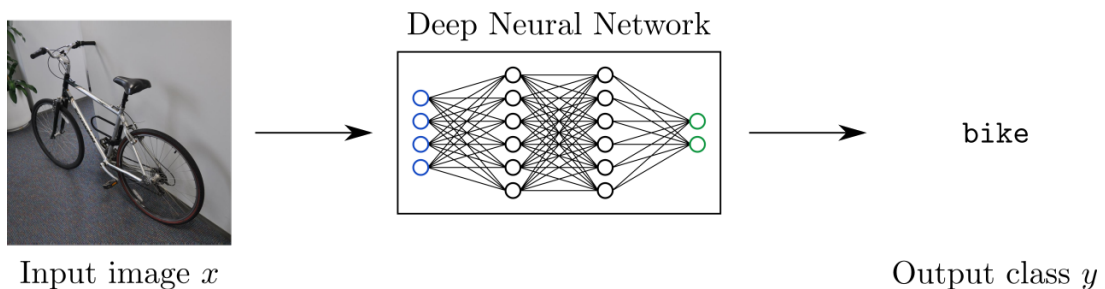 Deep Neural Network
bike
Input image x
Output class y